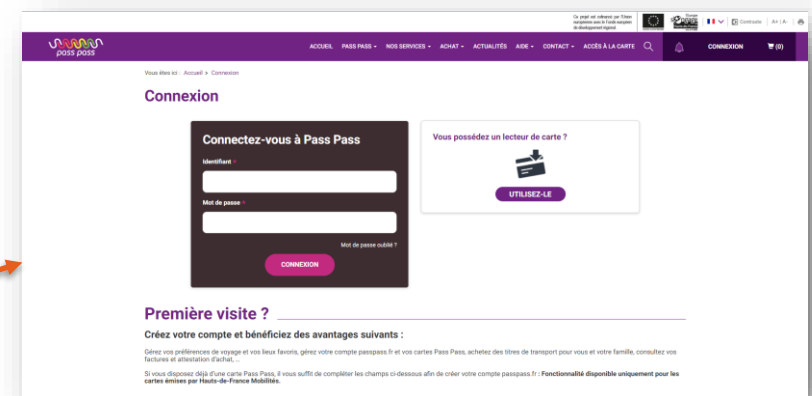 Ce projet est cofinancé par l'Union
européenne avec le Fonds européen
de développement régional
Contraste A+ | A-
pass pass
ACCUEIL PASS PASS NOS SERVICES ACHAT ACTUALITÉS AIDE CONTACT ACCÈS À LA CARTE CONNEXION (0)
Vous êtes ici : Accueil > Connexion
Connexion
Connectez-vous à Pass Pass
Identifiant *
Mot de passe *
Mot de passe oublié ?
CONNEXION
Vous possédez un lecteur de carte ?
UTILISEZ-LE
Première visite ?
Créez votre compte et bénéficiez des avantages suivants :
Gérez vos préférences de voyage et vos lieux favoris, gérez votre compte passpass.fr et vos cartes Pass Pass, achetez des titres de transport pour vous et votre famille, consultez vos
factures et attestation d'achat, ...
Si vous disposez déjà d'une carte Pass Pass, il vous suffit de compléter les champs ci-dessous afin de créer votre compte passpass.fr : Fonctionnalité disponible uniquement pour les
cartes émises par Hauts-de-France Mobilités.